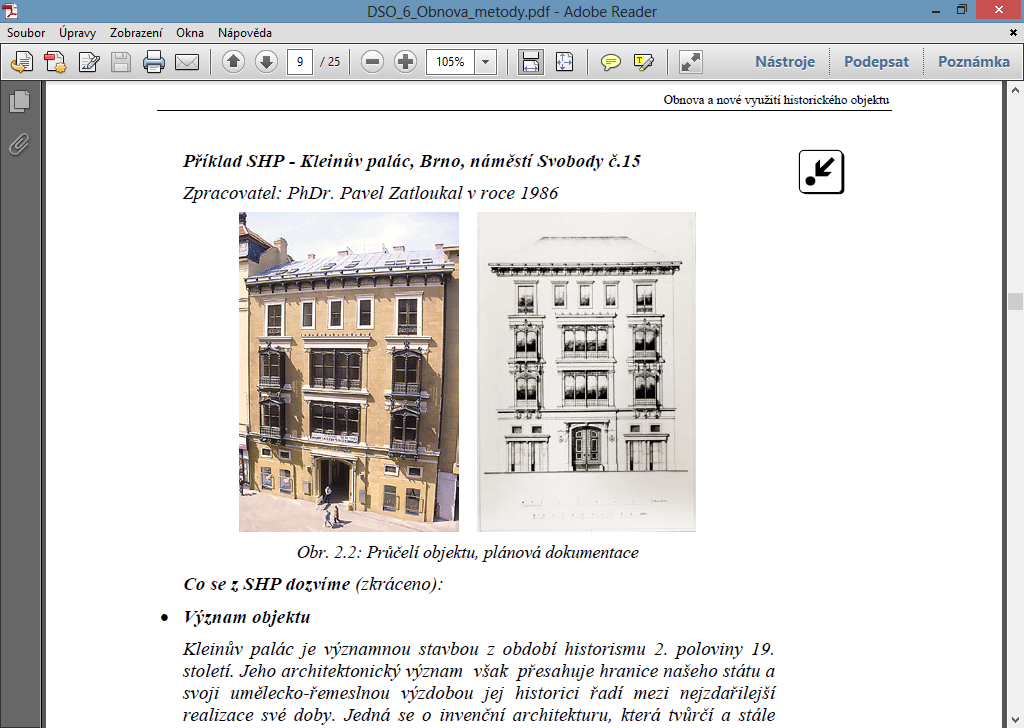 DSO_6_Obnova_metody.pdf - Adobe Reader
Soubor Úpravy Zobrazení Okna Nápověda
9 / 25 105% Nástroje Podepsat Poznámka
Obnova a nové využití historického objektu
Příklad SHP - Kleinův palác, Brno, náměstí Svobody č.15
Zpracovatel: PhDr. Pavel Zatloukal v roce 1986
Obr. 2.2: Průčelí objektu, plánová dokumentace
Co se z SHP dozvíme (zkráceno):
• Význam objektu
Kleinův palác je významnou stavbou z období historismu 2. poloviny 19.
století. Jeho architektonický význam však přesahuje hranice našeho státu a
svoji umělecko-řemeslnou výzdobou jej historici řadí mezi nejzdařilejší
realizace své doby. Jedná se o invenční architekturu, která tvůrčí a stále